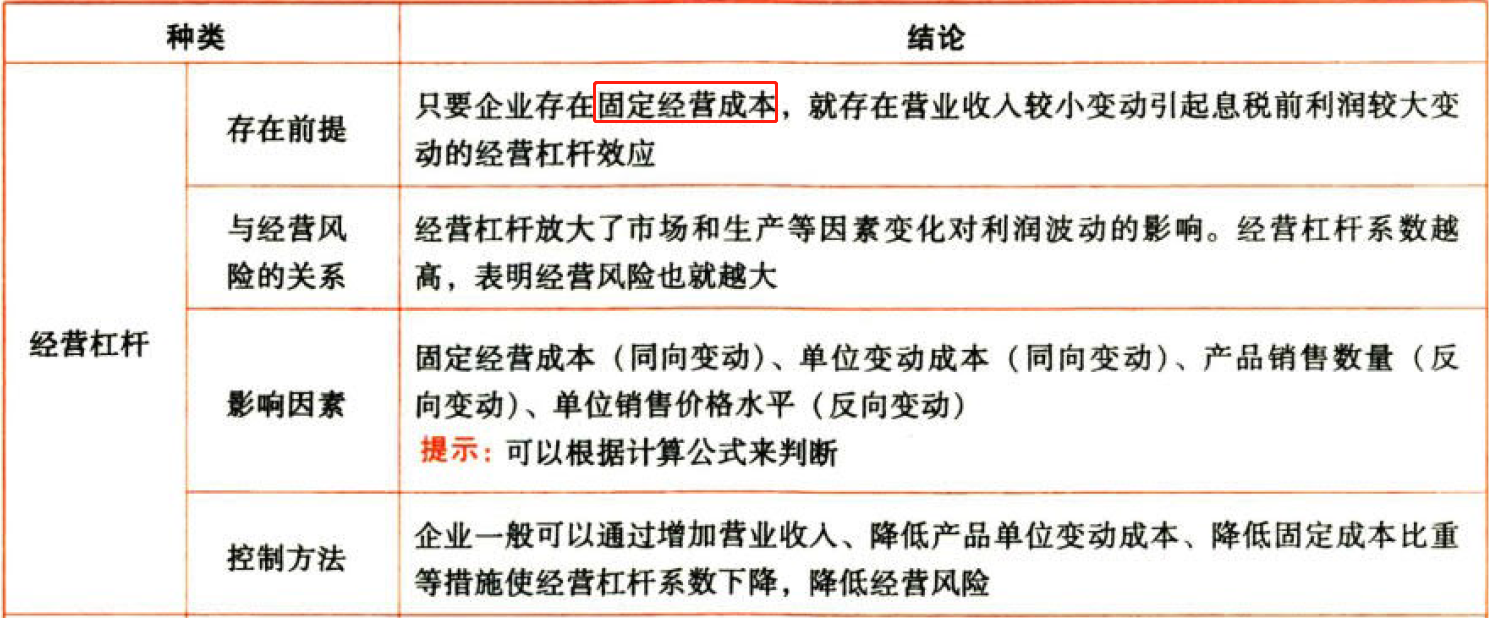 种类
结论
经营杠杆
存在前提
只要企业存在固定经营成本，就存在营业收入较小变动引起息税前利润较大变
动的经营杠杆效应
与经营风
险的关系
经营杠杆放大了市场和生产等因素变化对利润波动的影响。经营杠杆系数越
高，表明经营风险也就越大
影响因素
固定经营成本（同向变动）、单位变动成本（同向变动）、产品销售数量（反
向变动）、单位销售价格水平（反向变动）
提示：可以根据计算公式来判断
控制方法
企业一般可以通过增加营业收入、降低产品单位变动成本、降低固定成本比重
等措施使经营杠杆系数下降，降低经营风险